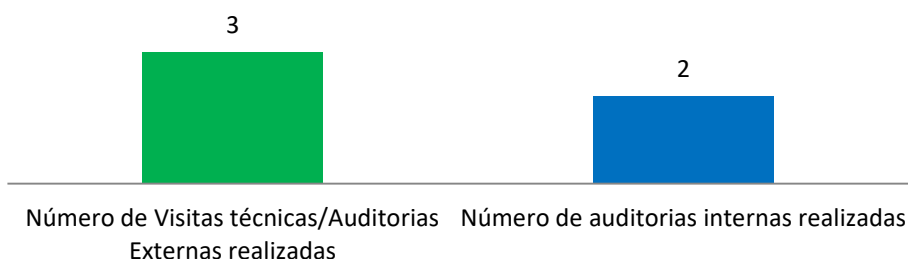 3
2
Número de Visitas técnicas/Auditorias
Externas realizadas
Número de auditorias internas realizadas